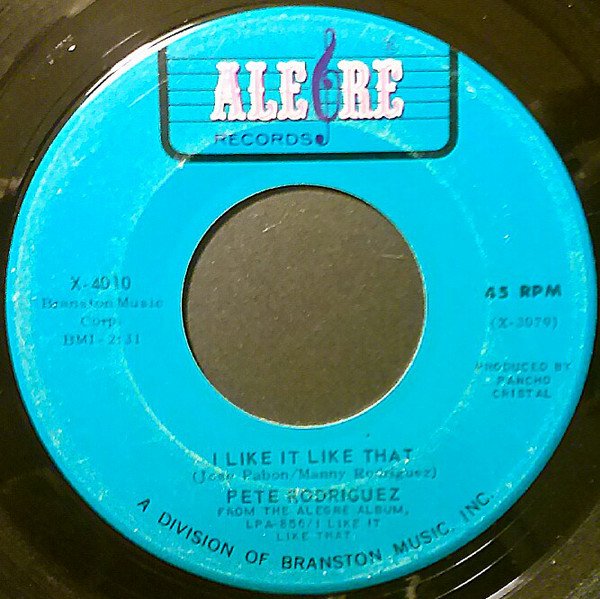 ALEGRE
RECORDS
X-4010
Branston Music
Corp.
BMI - 2:31
45 RPM
(X-3079)
PRODUCED BY
PANCHO
CRISTAL
I LIKE IT LIKE THAT
(Jose Pabon/Manny Rodriguez)
PETE RODRIGUEZ
FROM THE ALEGRE ALBUM,
LPA-855/I LIKE IT
LIKE THAT
A DIVISION OF BRANSTON MUSIC, INC.